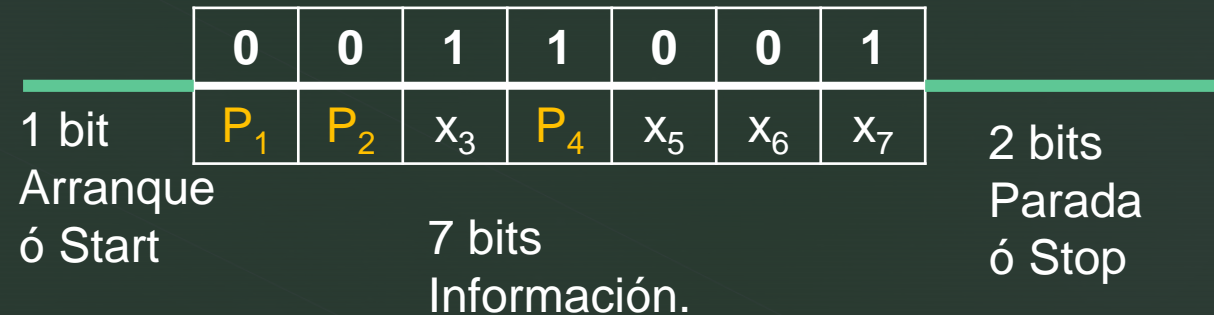 0 0 1 1 0 0 1
P₁ P₂ x₃ P₄ x₅ x₆ x₇
1 bit
Arranque
ó Start
7 bits
Información.
2 bits
Parada
ó Stop